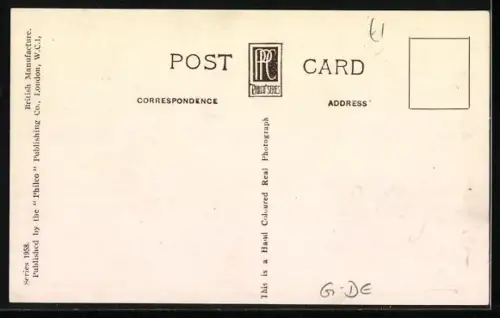 POST CARD
PPC
"PHILCO" SERIES
CORRESPONDENCE
ADDRESS
Series 1958.
Published by the "Philco" Publishing Co., London, W.C.1,
British Manufacture.
This is a Hand Coloured Real Photograph
G-DE